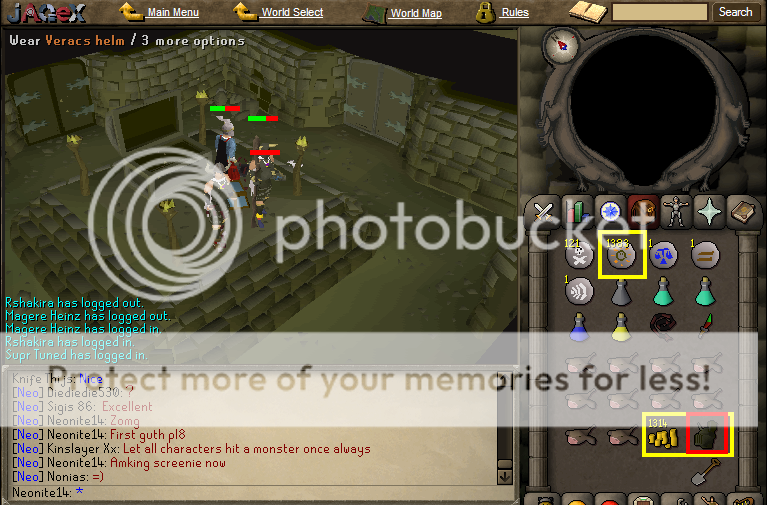 JAGeX Main Menu World Select World Map Rules Search
Wear Veracs helm / 3 more options
121 1383 1 1
1
photobucket
Rshakira has logged out.
Magere Heinz has logged out.
Magere Heinz has logged in.
Rshakira has logged in.
Supr Tuned has logged in.
Protect more of your memories for less!
Knife Thijs: Nice
[Neo] Diedledie530: ?
[Neo] Sigis 86: Excellent
[Neo] Neonite14: Zomg
[Neo] Neonite14: First guth pl8
[Neo] Kinslayer Xx: Let all characters hit a monster once always
[Neo] Neonite14: Amking screenie now
[Neo] Nonias: =)
Neonite14: *
1314